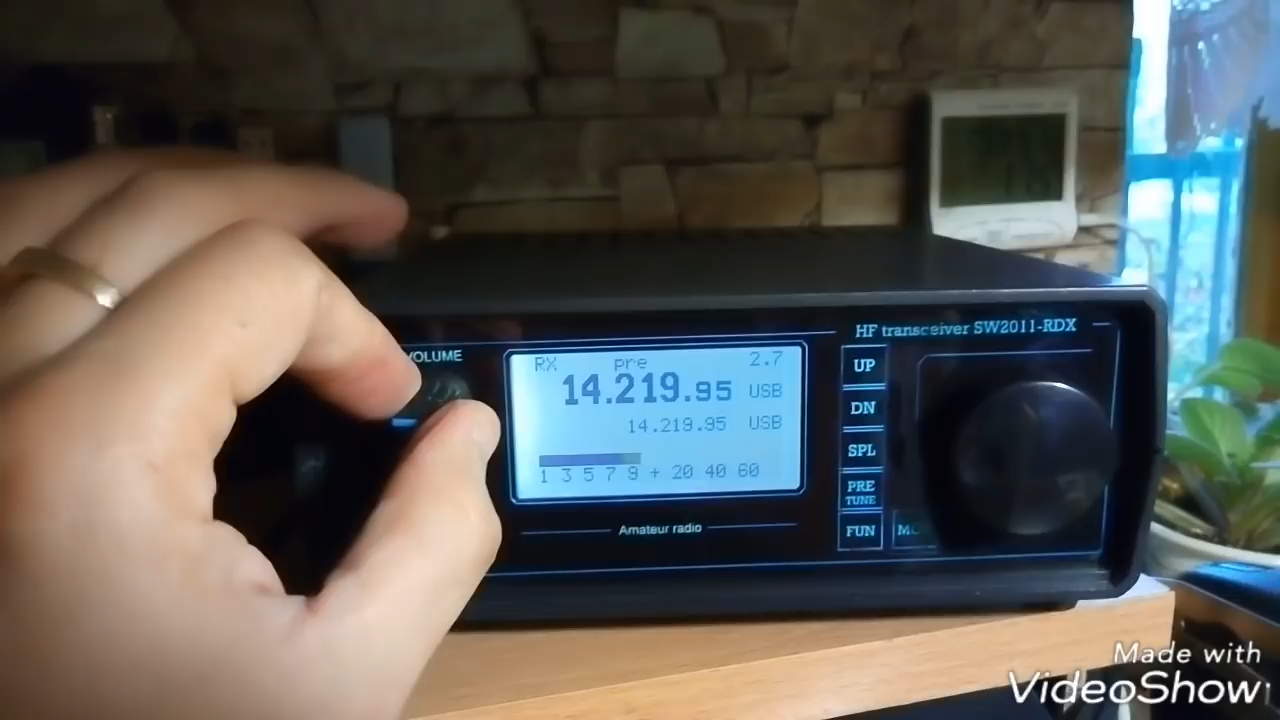 HF transceiver SW2011-RDX
VOLUME
RX pre 2.7
14.219.95 USB
14.219.95 USB
1 3 5 7 9 + 20 40 60
Amateur radio
UP
DN
SPL
PRE
TUNE
FUN
Made with
VideoShow